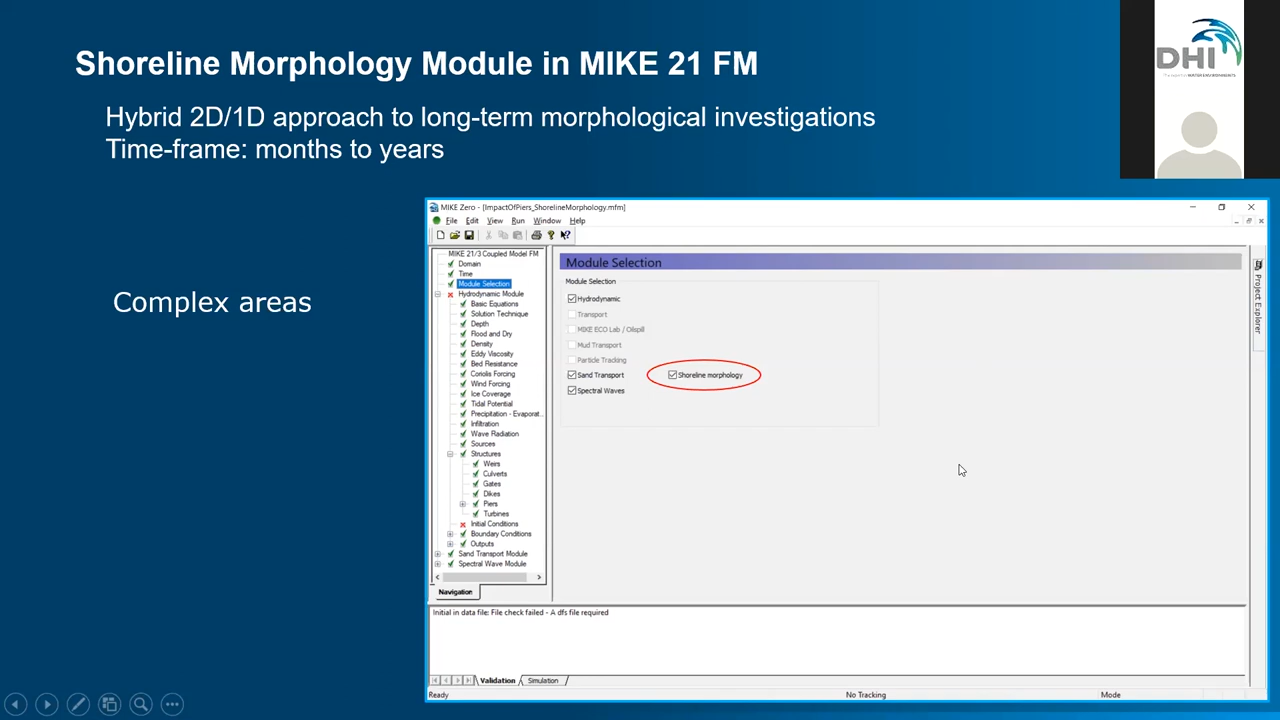 Shoreline Morphology Module in MIKE 21 FM
Hybrid 2D/1D approach to long-term morphological investigations
Time-frame: months to years
DHI
Complex areas
MIKE Zero - [ImpactOfPiers_ShorelineMorphology.mfm]
File Edit View Run Window Help
MIKE 21/3 Coupled Model FM
Domain
Time
Module Selection
Hydrodynamic Module
Basic Equations
Solution Technique
Depth
Flood and Dry
Density
Eddy Viscosity
Bed Resistance
Coriolis Forcing
Wind Forcing
Ice Coverage
Tidal Potential
Precipitation - Evaporat...
Infiltration
Wave Radiation
Sources
Structures
Weirs
Culverts
Gates
Dikes
Piers
Turbines
Initial Conditions
Boundary Conditions
Outputs
Sand Transport Module
Spectral Wave Module
Navigation
Module Selection
Module Selection
Hydrodynamic
Transport
MIKE ECO Lab / Oilspill
Mud Transport
Particle Tracking
Sand Transport
Shoreline morphology
Spectral Waves
Project Explorer
Initial in data file: File check failed - A dfs file required
Validation Simulation
Ready
No Tracking
Mode